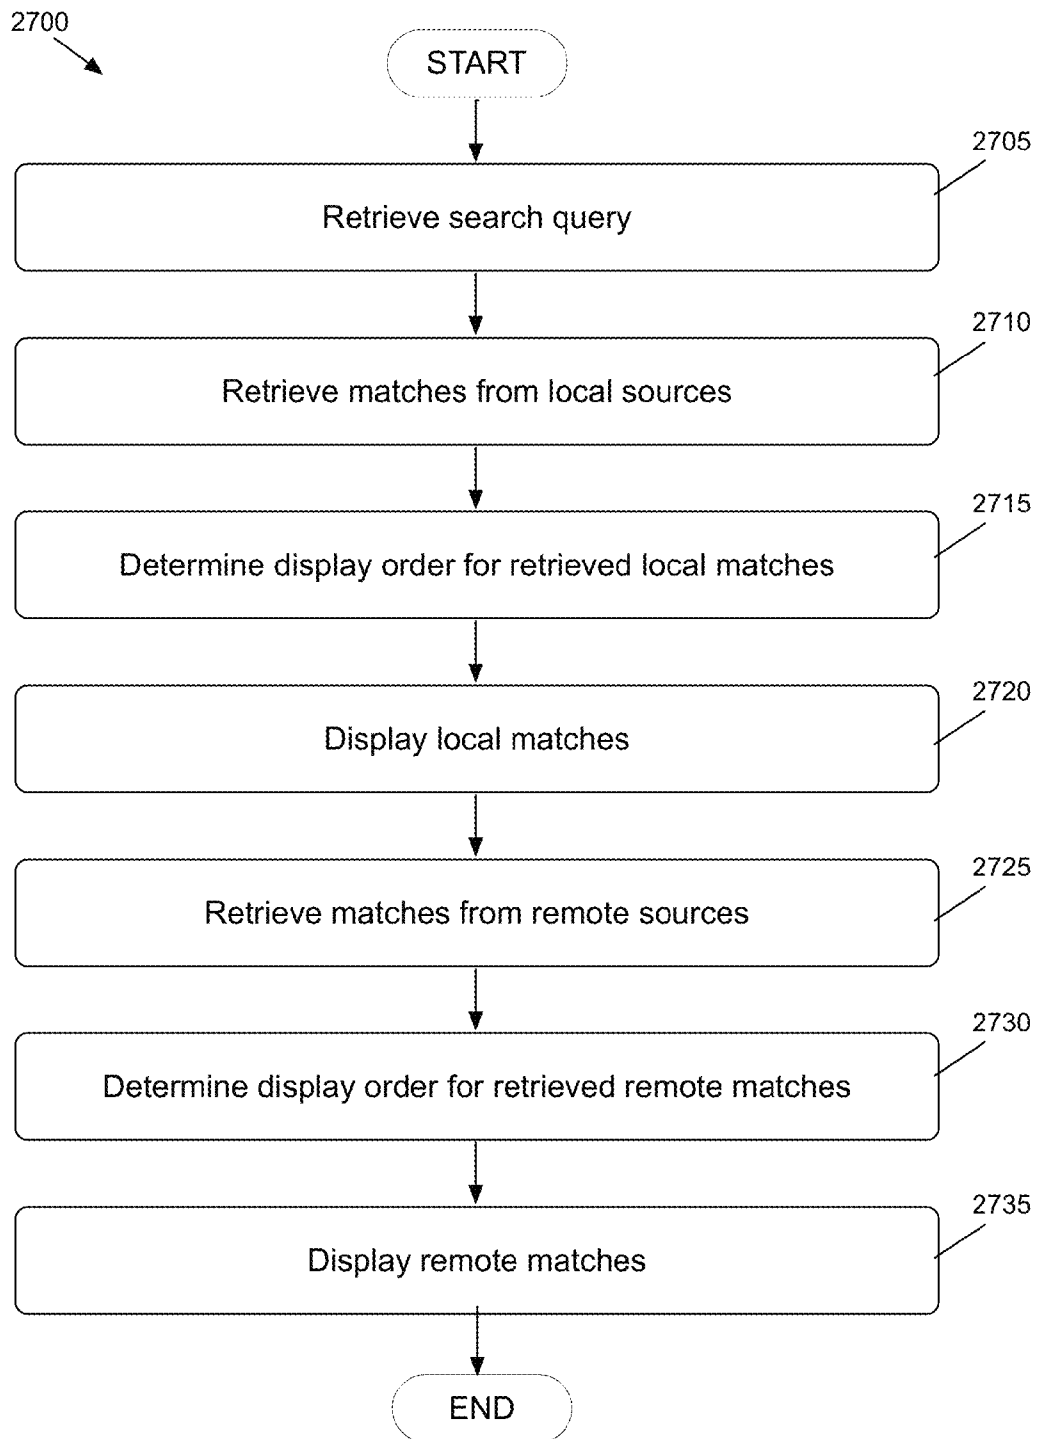 2700
START
2705
Retrieve search query
2710
Retrieve matches from local sources
2715
Determine display order for retrieved local matches
2720
Display local matches
2725
Retrieve matches from remote sources
2730
Determine display order for retrieved remote matches
2735
Display remote matches
END